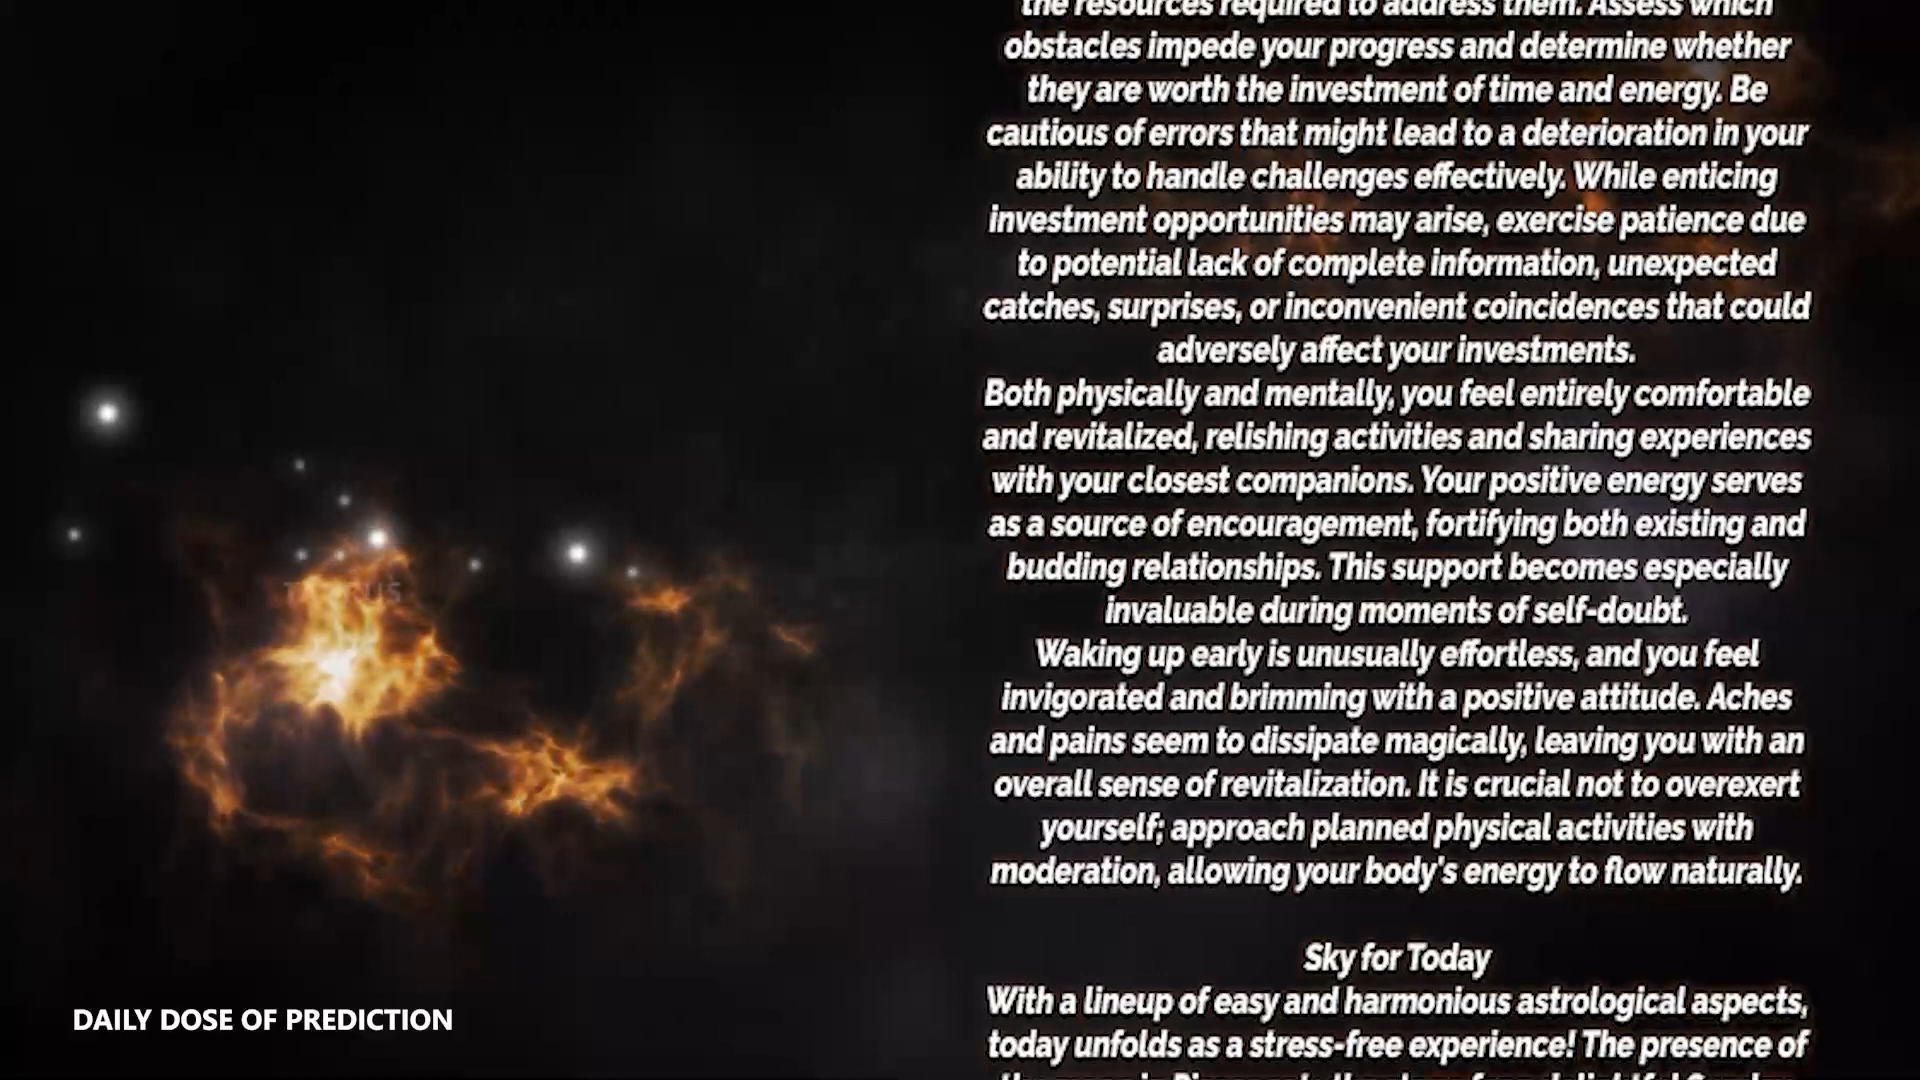 the resources required to address them. Assess which
obstacles impede your progress and determine whether
they are worth the investment of time and energy. Be
cautious of errors that might lead to a deterioration in your
ability to handle challenges effectively. While enticing
investment opportunities may arise, exercise patience due
to potential lack of complete information, unexpected
catches, surprises, or inconvenient coincidences that could
adversely affect your investments.
Both physically and mentally, you feel entirely comfortable
and revitalized, relishing activities and sharing experiences
with your closest companions. Your positive energy serves
as a source of encouragement, fortifying both existing and
budding relationships. This support becomes especially
invaluable during moments of self-doubt.
Waking up early is unusually effortless, and you feel
invigorated and brimming with a positive attitude. Aches
and pains seem to dissipate magically, leaving you with an
overall sense of revitalization. It is crucial not to overexert
yourself; approach planned physical activities with
moderation, allowing your body's energy to flow naturally.
Sky for Today
With a lineup of easy and harmonious astrological aspects,
today unfolds as a stress-free experience! The presence of
DAILY DOSE OF PREDICTION